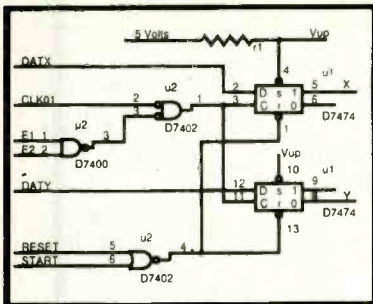 5 Volts
r1
Vup
DATX
4
u1
u2
2
D s 1
5
X
CLK01
2
1
3
C r 0
6
3
D7402
D7474
E1 1
u2
3
1
E2 2
D7400
Vup
10
u1
DATY
12
D s 1
9
11
C r 0
Y
D7474
13
RESET 5
u2
4
START 6
D7402